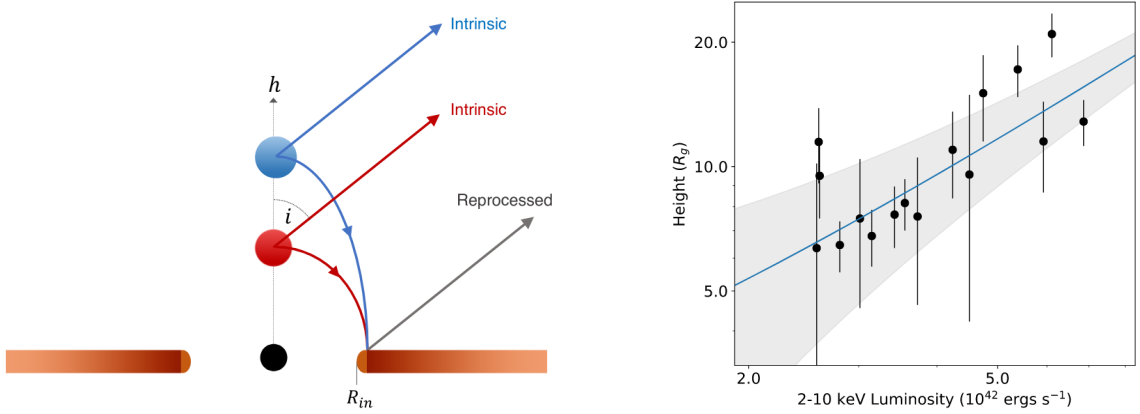 Intrinsic
h
Intrinsic
Reprocessed
i
R_in
20.0
10.0
5.0
Height (R_g)
2.0
5.0
2-10 keV Luminosity (10^42 ergs s^−1)